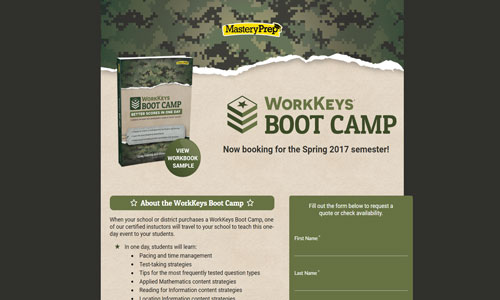 MasteryPrep
WORKKEYS
BOOT CAMP
BETTER SCORES IN ONE DAY
VIEW
WORKBOOK
SAMPLE
WORKKEYS
BOOT CAMP
Now booking for the Spring 2017 semester!
About the WorkKeys Boot Camp
When your school or district purchases a WorkKeys Boot Camp, one
of our certified instructors will travel to your school to teach this one-
day event to your students.
In one day, students will learn:
• Pacing and time management
• Test-taking strategies
• Tips for the most frequently tested question types
• Applied Mathematics content strategies
• Reading for Information content strategies
• Locating Information content strategies
Fill out the form below to request a
quote or check availability.
First Name *
Last Name *